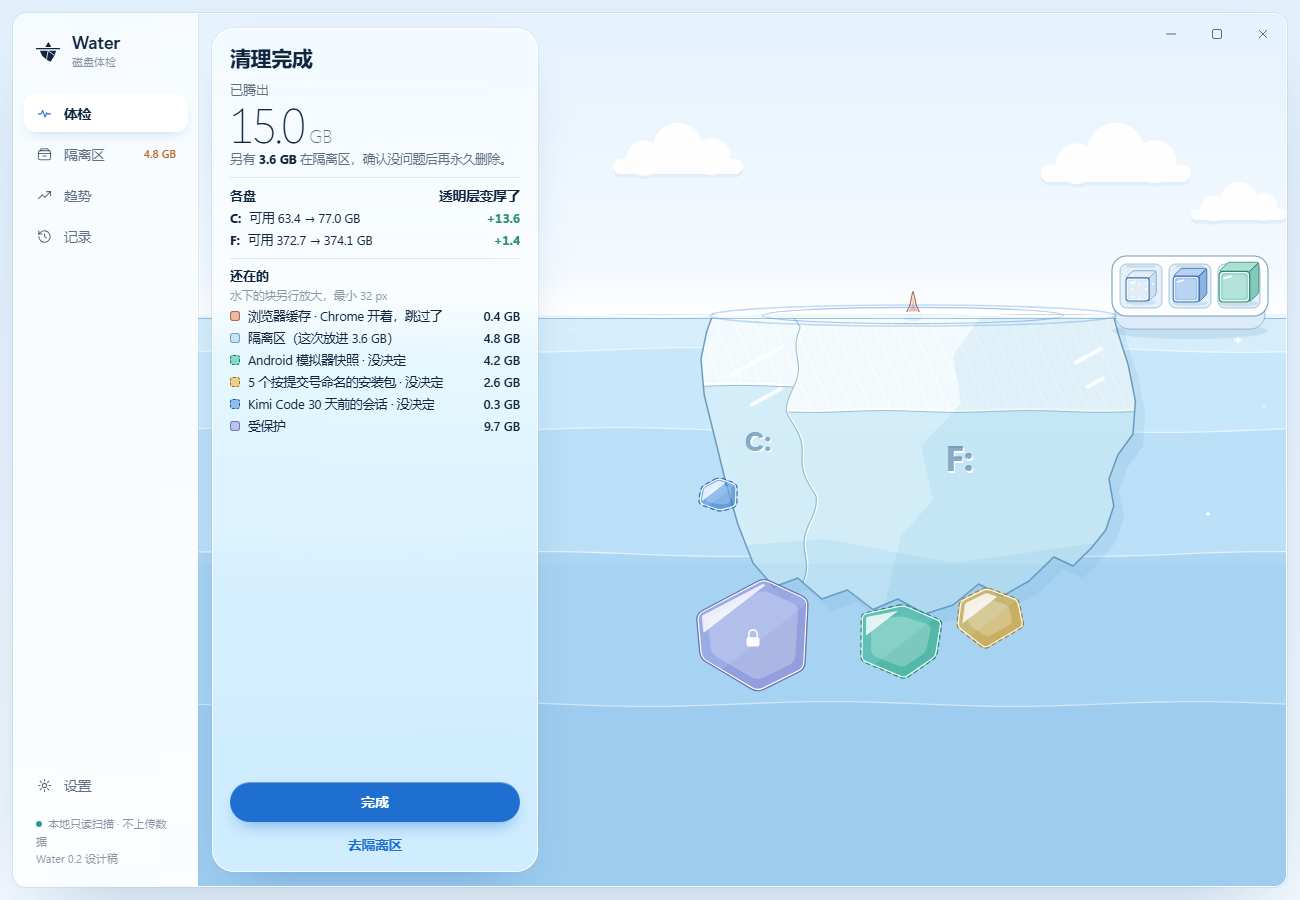 Water
磁盘体检
体检
隔离区 4.8 GB
趋势
记录
设置
本地只读扫描 · 不上传数
据
Water 0.2 设计稿
清理完成
已腾出
15.0 GB
另有 3.6 GB 在隔离区，确认没问题后再永久删除。
各盘 透明层变厚了
C: 可用 63.4 → 77.0 GB +13.6
F: 可用 372.7 → 374.1 GB +1.4
还在的
水下的块另行放大，最小 32 px
浏览器缓存 · Chrome 开着，跳过了 0.4 GB
隔离区（这次放进 3.6 GB） 4.8 GB
Android 模拟器快照 · 没决定 4.2 GB
5 个按提交号命名的安装包 · 没决定 2.6 GB
Kimi Code 30 天前的会话 · 没决定 0.3 GB
受保护 9.7 GB
完成
去隔离区
C:
F: